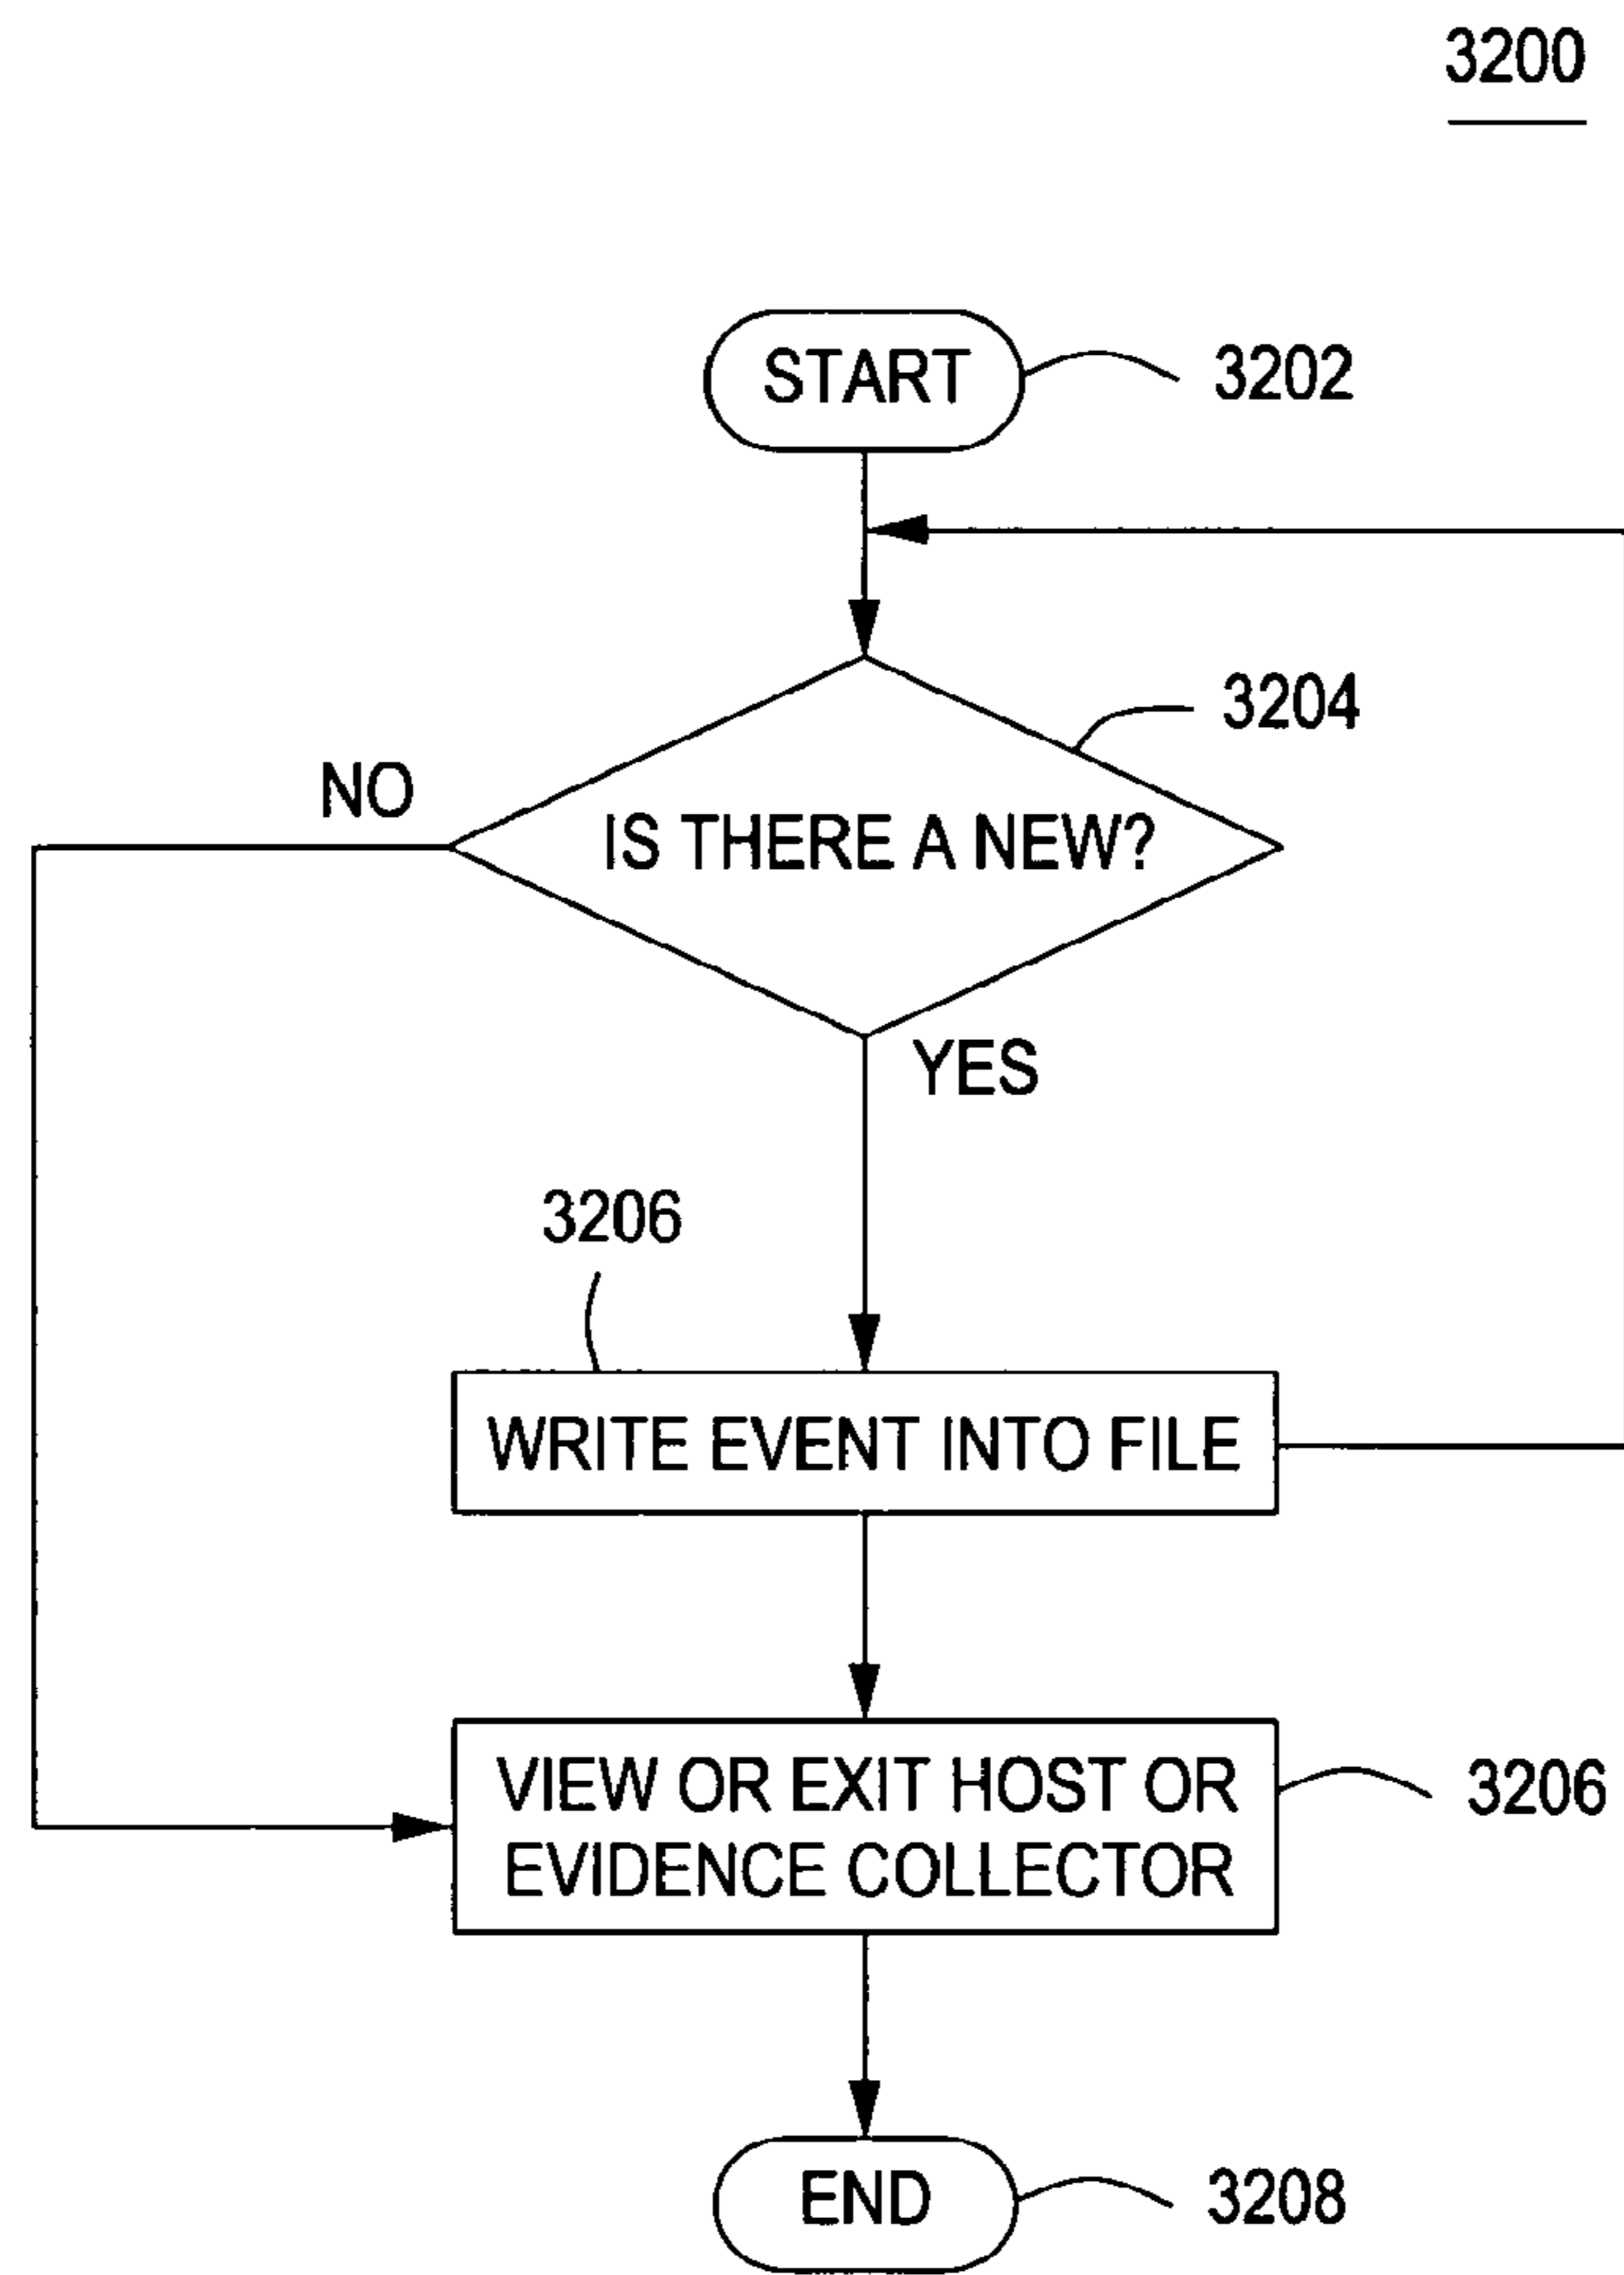 3200
START
3202
3204
NO
IS THERE A NEW?
YES
3206
WRITE EVENT INTO FILE
VIEW OR EXIT HOST OR
EVIDENCE COLLECTOR
3206
END
3208